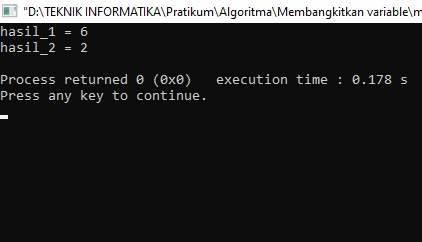 "D:\TEKNIK INFORMATIKA\Pratikum\Algoritma\Membangkitkan variable\m
hasil_1 = 6
hasil_2 = 2
Process returned 0 (0x0)   execution time : 0.178 s
Press any key to continue.